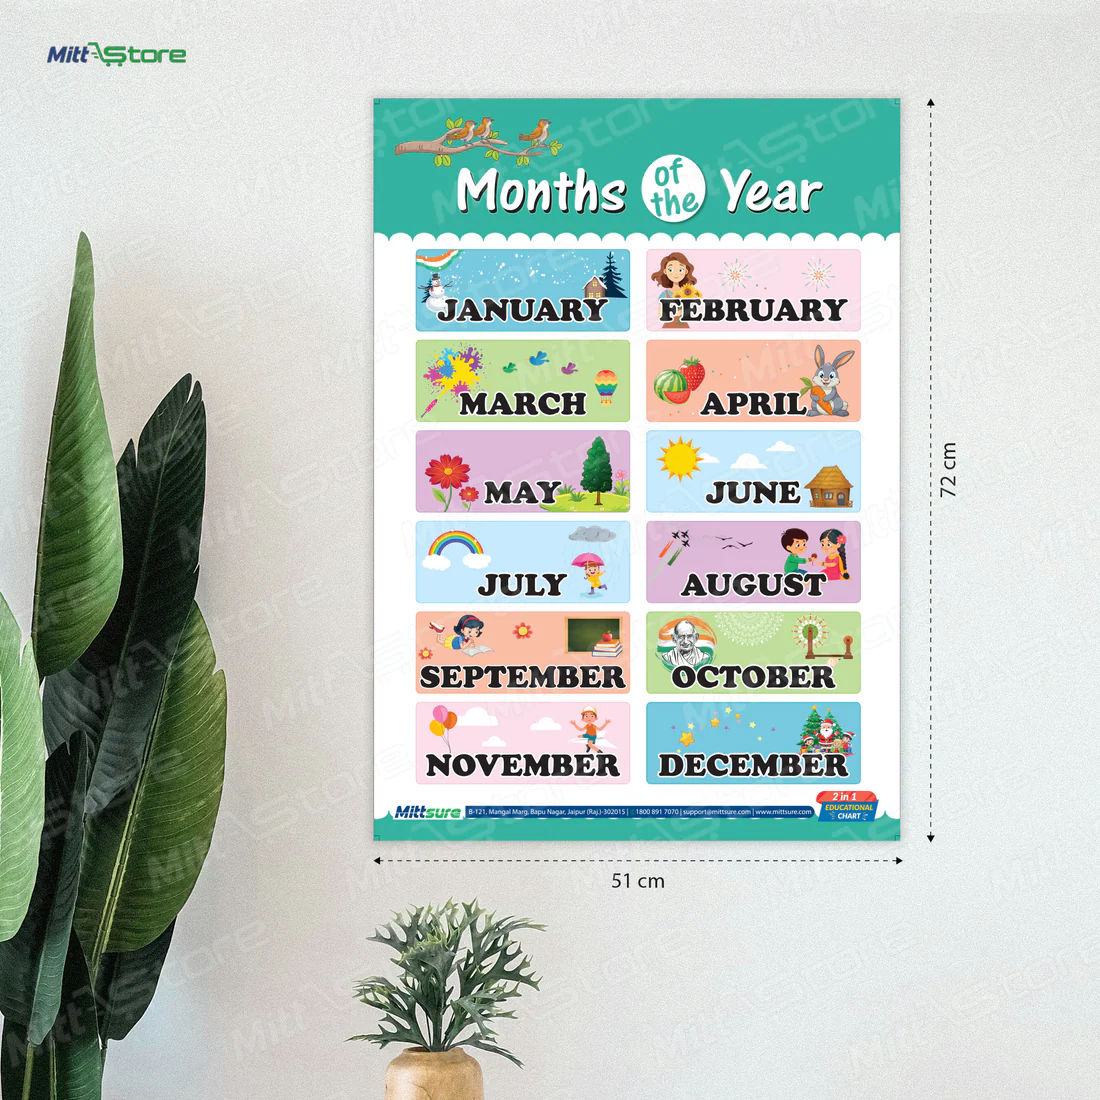 Mitt Store
Months of the Year
JANUARY
FEBRUARY
MARCH
APRIL
MAY
JUNE
JULY
AUGUST
SEPTEMBER
OCTOBER
NOVEMBER
DECEMBER
Mittsure B-121, Mangal Marg, Bapu Nagar, Jaipur (Raj.)-302015 | 1800 891 7070 | support@mittsure.com | www.mittsure.com
2 in 1
EDUCATIONAL
CHART
72 cm
51 cm